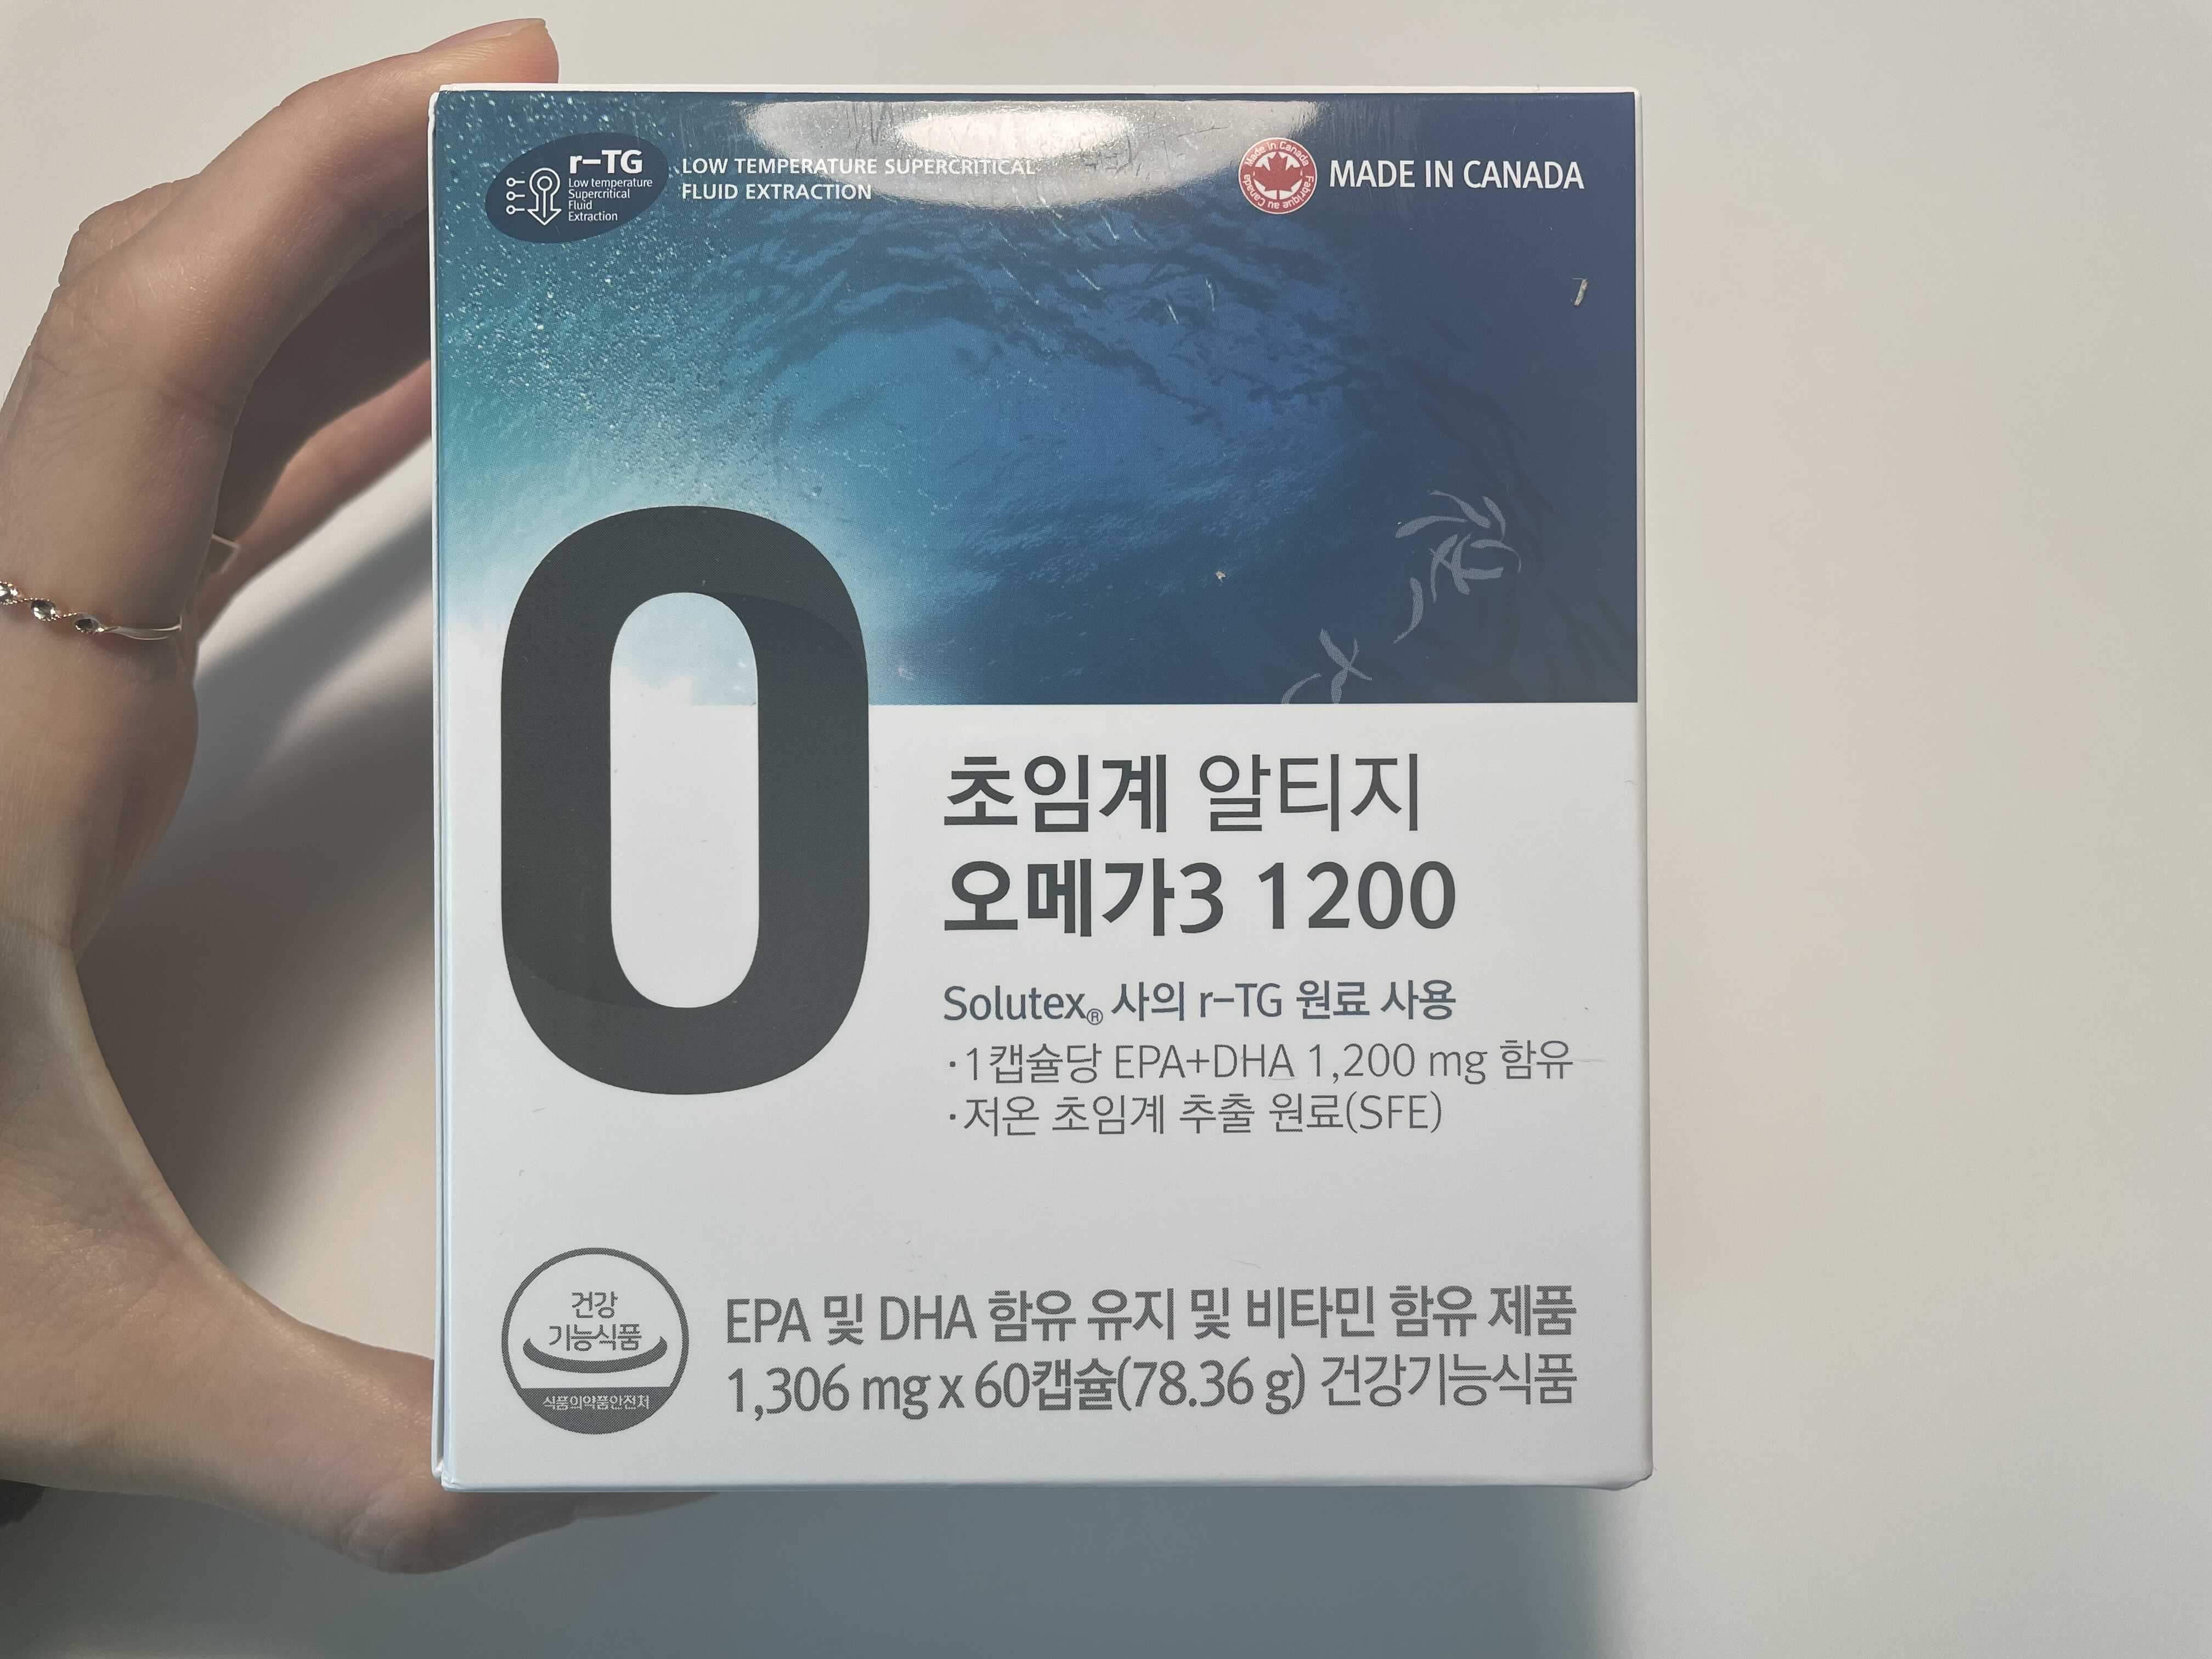 r-TG
Low temperature
Supercritical
Fluid
Extraction
LOW TEMPERATURE SUPERCRITICAL
FLUID EXTRACTION
Made in Canada
Fabriqué au Canada
MADE IN CANADA
0
초임계 알티지
오메가3 1200
Solutex® 사의 r-TG 원료 사용
·1캡슐당 EPA+DHA 1,200 mg 함유
·저온 초임계 추출 원료(SFE)
건강
기능식품
식품의약품안전처
EPA 및 DHA 함유 유지 및 비타민 함유 제품
1,306 mg x 60캡슐(78.36 g) 건강기능식품